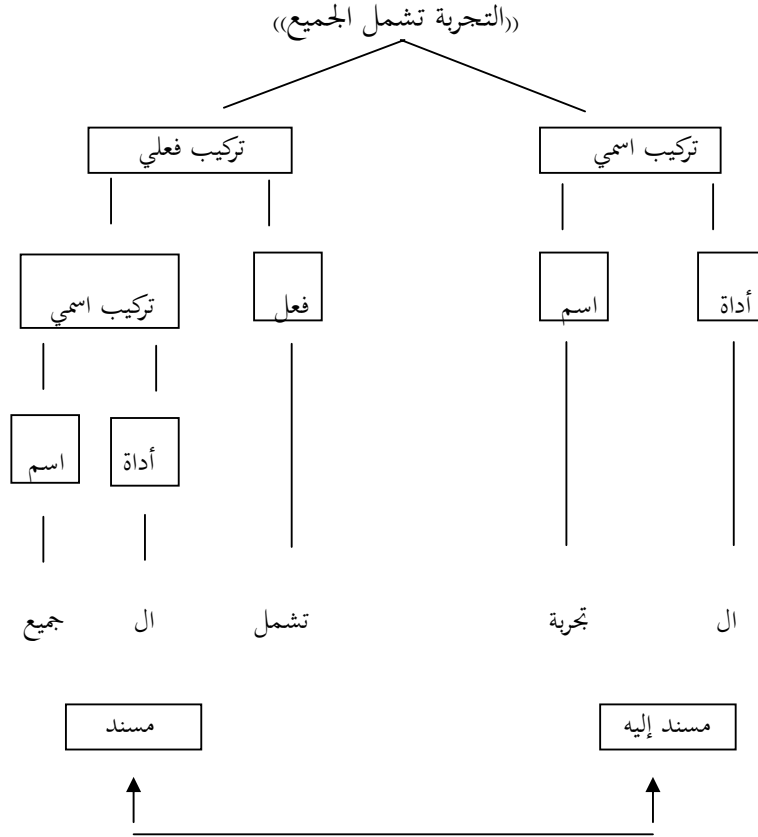 ((التجربة تشمل الجميع))
تركيب اسمي تركيب فعلي
أداة اسم فعل تركيب اسمي
أداة اسم
ال تجربة تشمل ال جميع
مسند إليه مسند